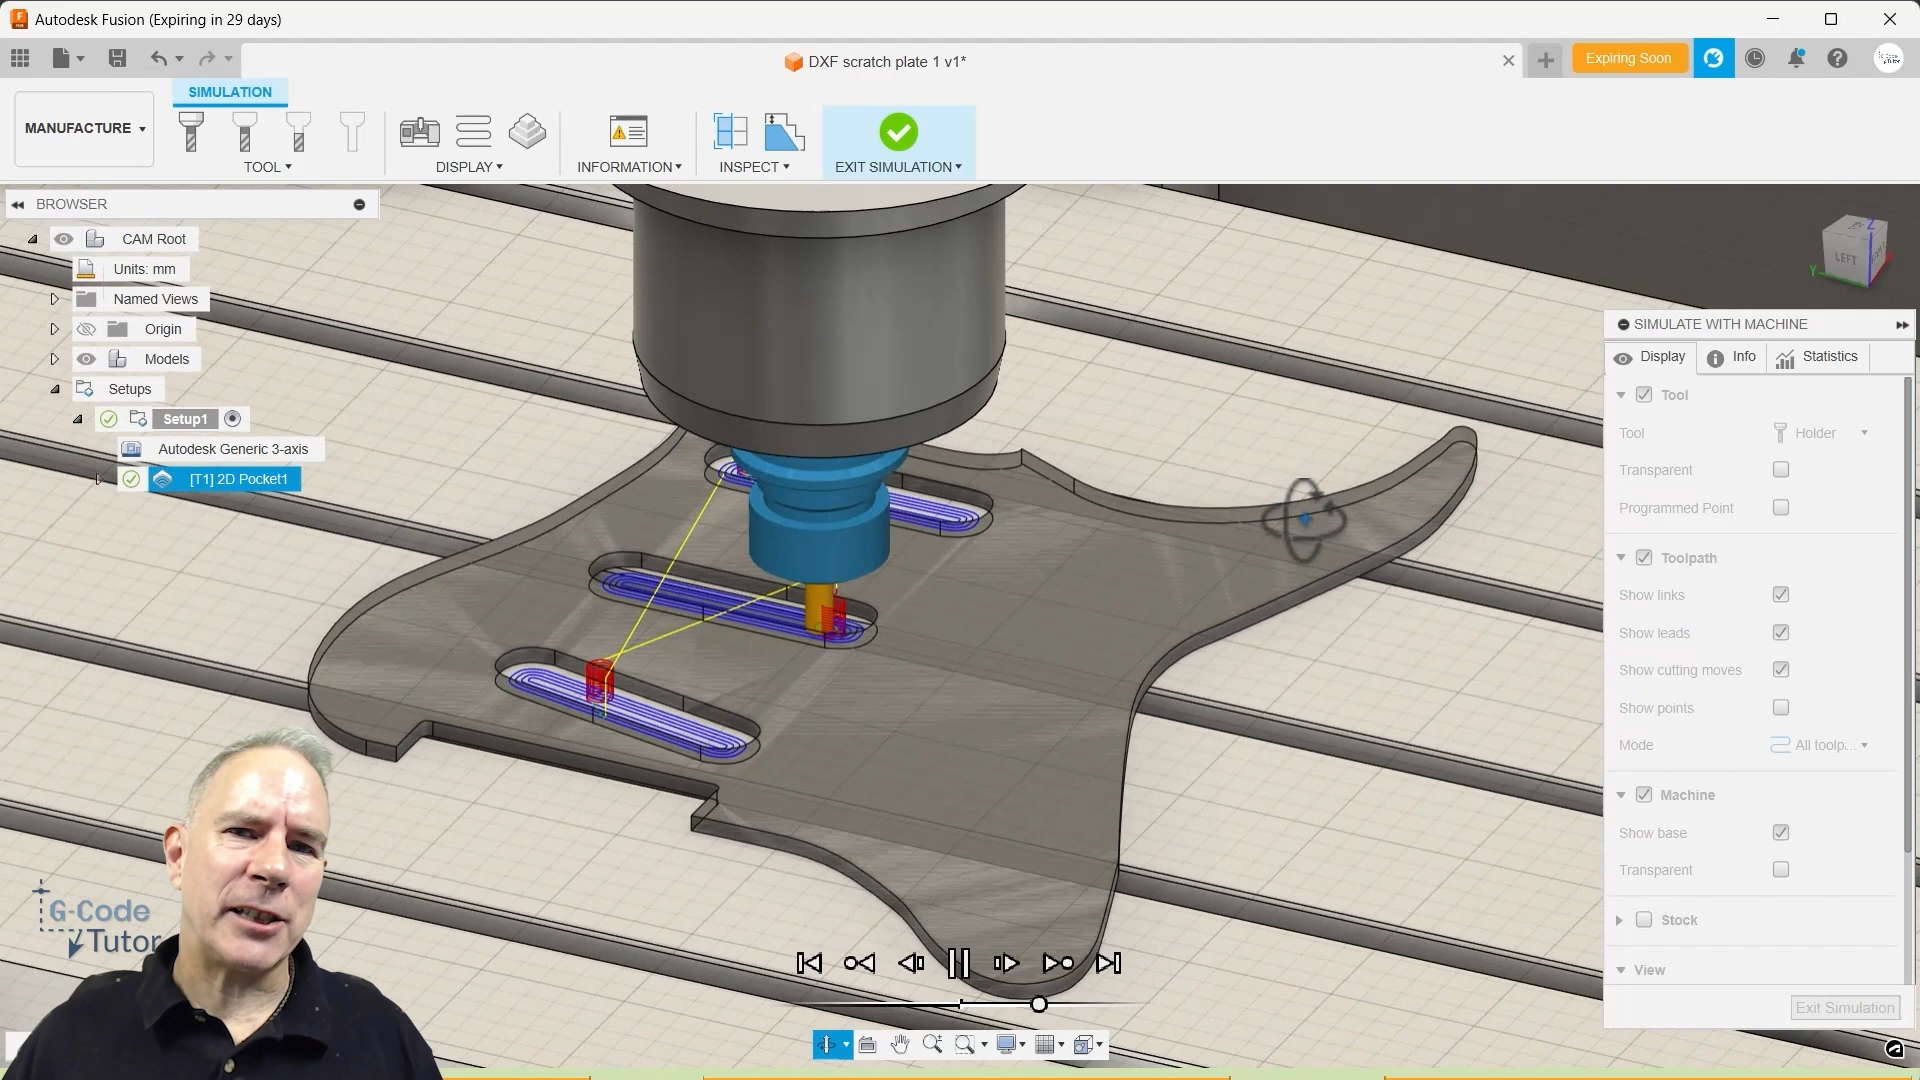 Autodesk Fusion (Expiring in 29 days)
DXF scratch plate 1 v1*
Expiring Soon
SIMULATION
MANUFACTURE
TOOL
DISPLAY
INFORMATION
INSPECT
EXIT SIMULATION
BROWSER
CAM Root
Units: mm
Named Views
Origin
Models
Setups
Setup1
Autodesk Generic 3-axis
[T1] 2D Pocket1
Z
LEFT
Y
SIMULATE WITH MACHINE
Display
Info
Statistics
Tool
Tool
Holder
Transparent
Programmed Point
Toolpath
Show links
Show leads
Show cutting moves
Show points
Mode
All toolp...
Machine
Show base
Transparent
Stock
View
Exit Simulation
G-Code
Tutor